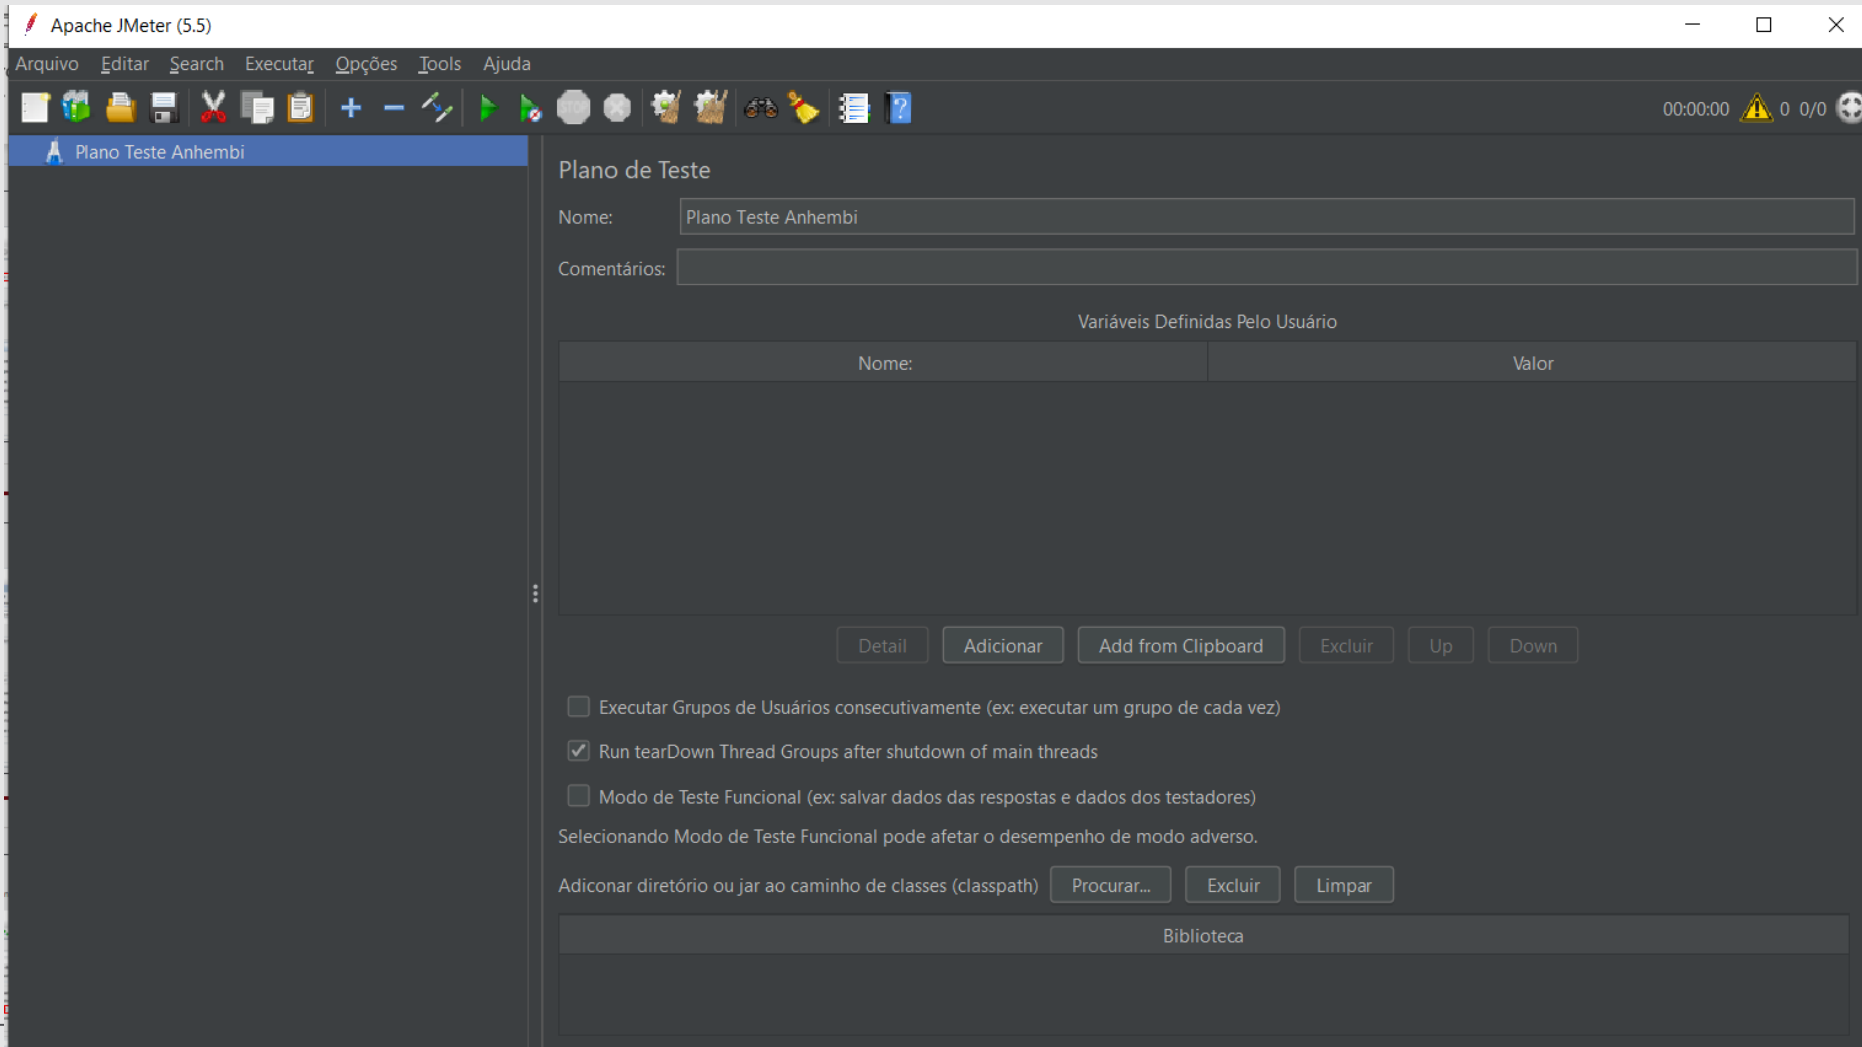 Apache JMeter (5.5)
Arquivo Editar Search Executar Opções Tools Ajuda
STOP
?
00:00:00 0 0/0
Plano Teste Anhembi
Plano de Teste
Nome: Plano Teste Anhembi
Comentários:
Variáveis Definidas Pelo Usuário
Nome: Valor
Detail Adicionar Add from Clipboard Excluir Up Down
Executar Grupos de Usuários consecutivamente (ex: executar um grupo de cada vez)
Run tearDown Thread Groups after shutdown of main threads
Modo de Teste Funcional (ex: salvar dados das respostas e dados dos testadores)
Selecionando Modo de Teste Funcional pode afetar o desempenho de modo adverso.
Adiconar diretório ou jar ao caminho de classes (classpath) Procurar... Excluir Limpar
Biblioteca